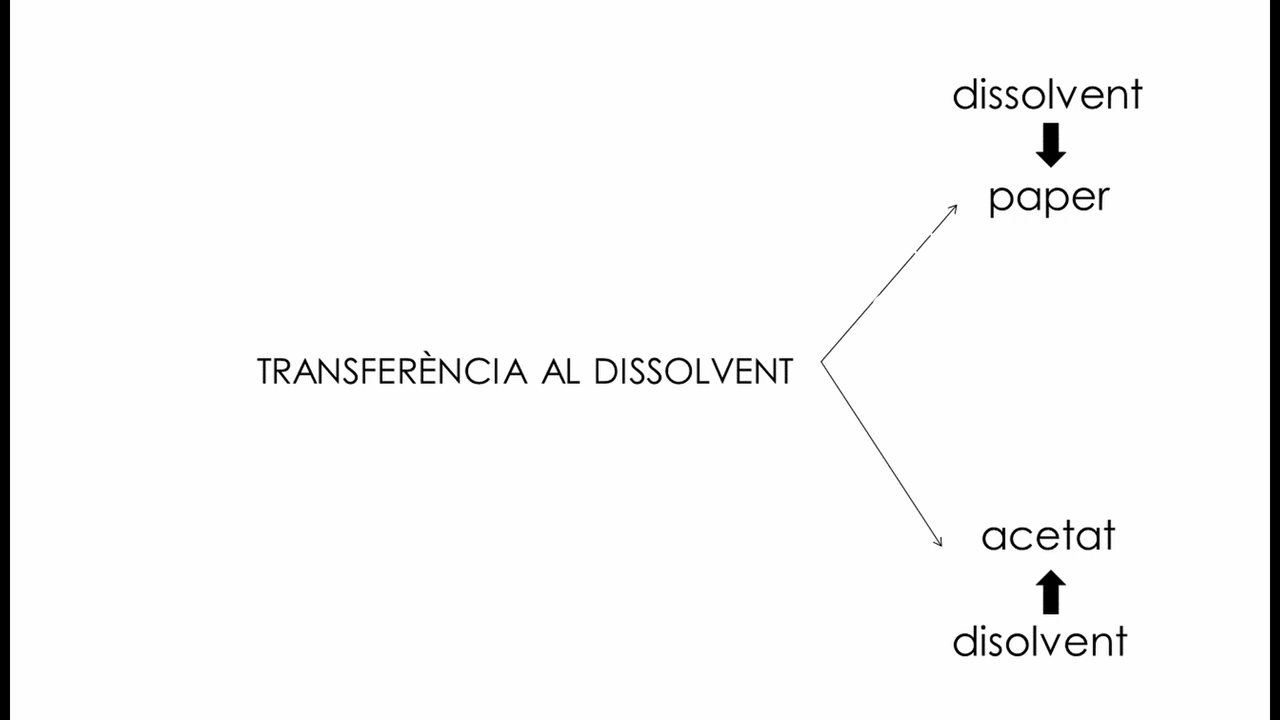 dissolvent
paper
TRANSFERÈNCIA AL DISSOLVENT
acetat
disolvent